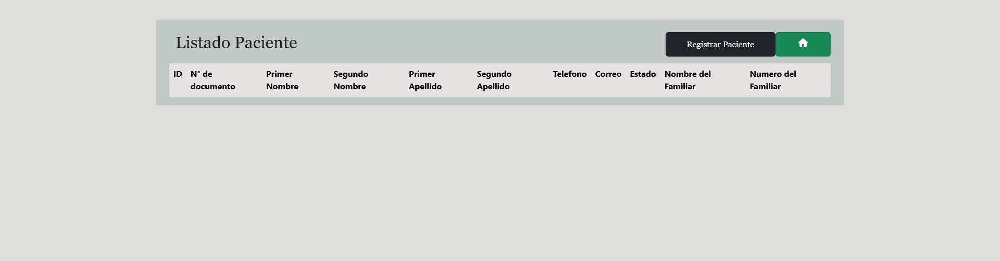 Listado Paciente
Registrar Paciente
ID N° de documento Primer Nombre Segundo Nombre Primer Apellido Segundo Apellido Telefono Correo Estado Nombre del Familiar Numero del Familiar